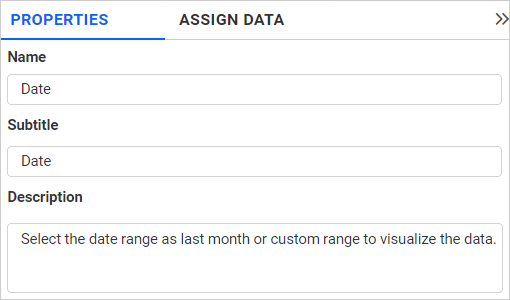 PROPERTIES ASSIGN DATA
Name
Date
Subtitle
Date
Description
Select the date range as last month or custom range to visualize the data.